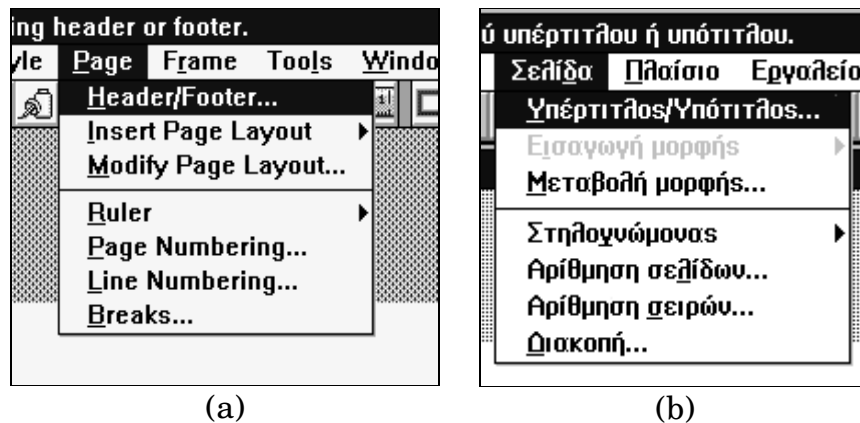 ing header or footer.
yle Page Frame Tools Windo
Header/Footer...
Insert Page Layout
Modify Page Layout...
Ruler
Page Numbering...
Line Numbering...
Breaks...
(a)
ύ υπέρτιτλου ή υπότιτλου.
Σελίδα Πλαίσιο Εργαλείο
Υπέρτιτλος/Υπότιτλος...
Εισαγωγή μορφής
Μεταβολή μορφής...
Στηλογνώμονας
Αρίθμηση σελίδων...
Αρίθμηση σειρών...
Διακοπή...
(b)